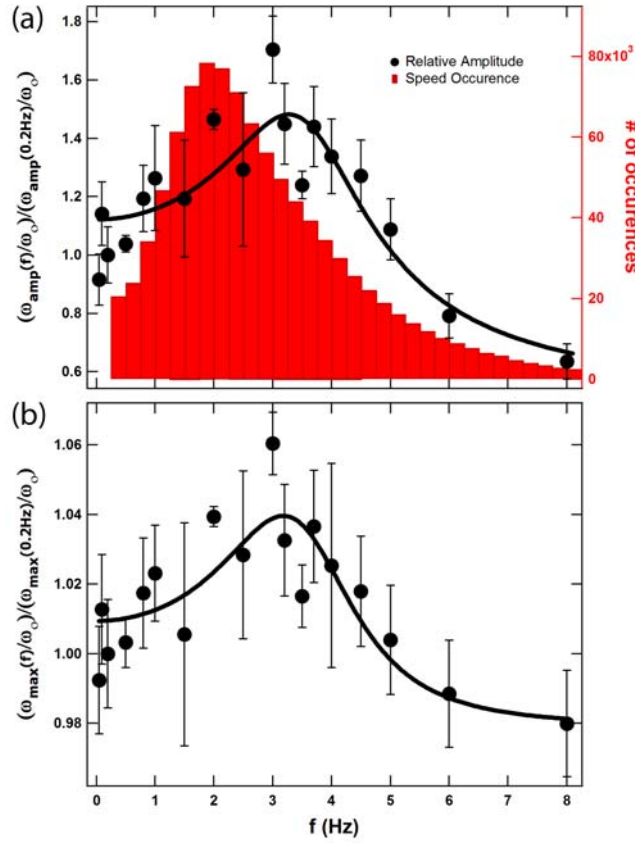 (a)
1.8
1.6
1.4
1.2
1.0
0.8
0.6
(ω_amp(f)/ω_O)/(ω_amp(0.2Hz)/ω_O)
Relative Amplitude
Speed Occurence
80x10³
60
40
20
0
# of occurences
(b)
1.06
1.04
1.02
1.00
0.98
(ω_max(f)/ω_O)/(ω_max(0.2Hz)/ω_O)
0 1 2 3 4 5 6 7 8
f (Hz)